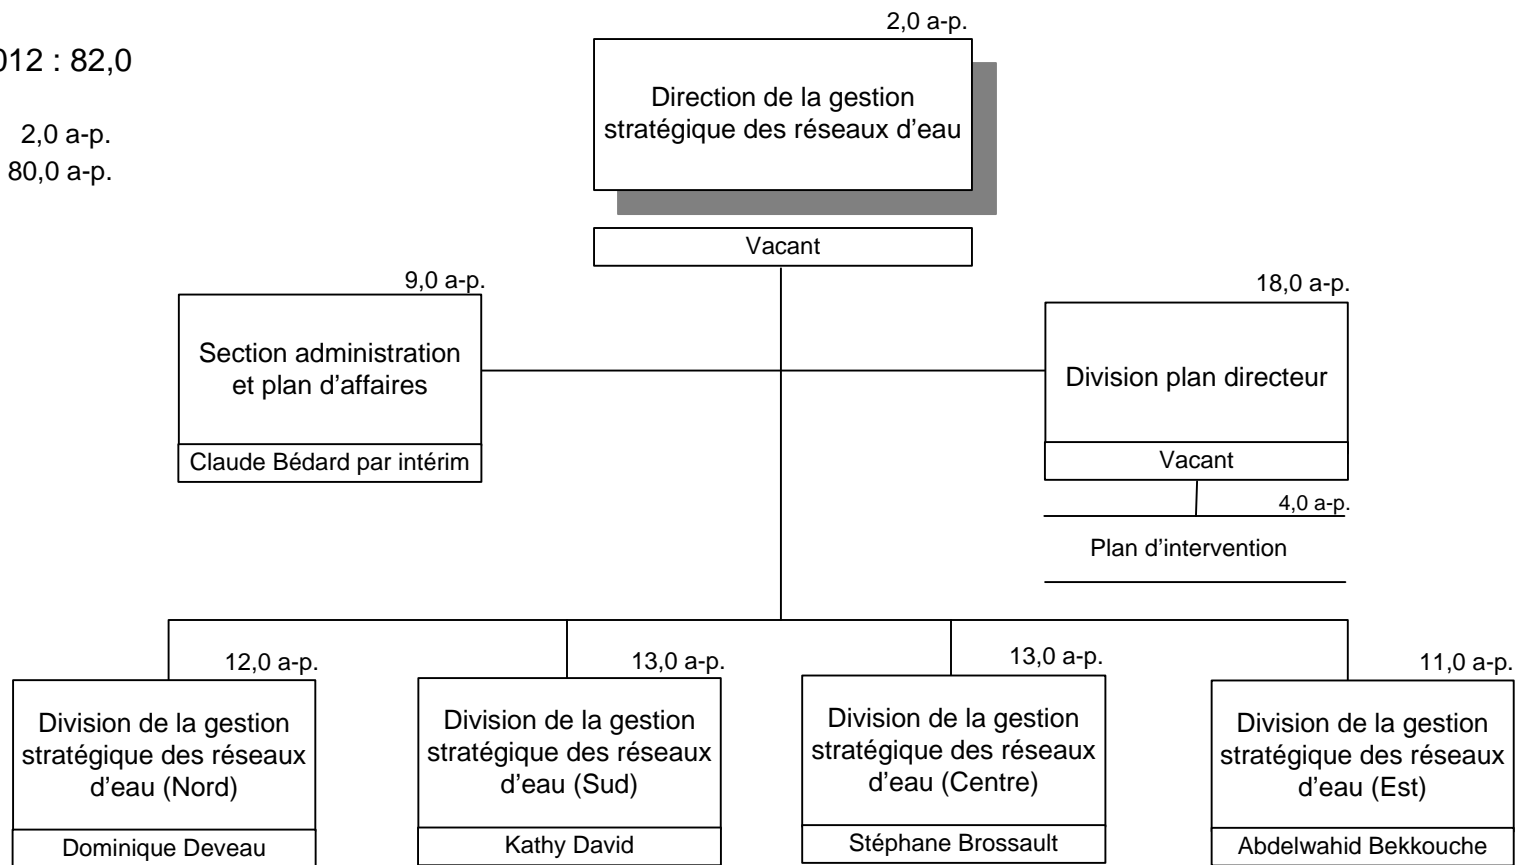 2,0 a-p.
012 : 82,0
Direction de la gestion
stratégique des réseaux d'eau
2,0 a-p.
80,0 a-p.
Vacant
9,0 a-p.
Section administration
et plan d'affaires
Claude Bédard par intérim
18,0 a-p.
Division plan directeur
Vacant
4,0 a-p.
Plan d'intervention
12,0 a-p.
Division de la gestion
stratégique des réseaux
d'eau (Nord)
Dominique Deveau
13,0 a-p.
Division de la gestion
stratégique des réseaux
d'eau (Sud)
Kathy David
13,0 a-p.
Division de la gestion
stratégique des réseaux
d'eau (Centre)
Stéphane Brossault
11,0 a-p.
Division de la gestion
stratégique des réseaux
d'eau (Est)
Abdelwahid Bekkouche